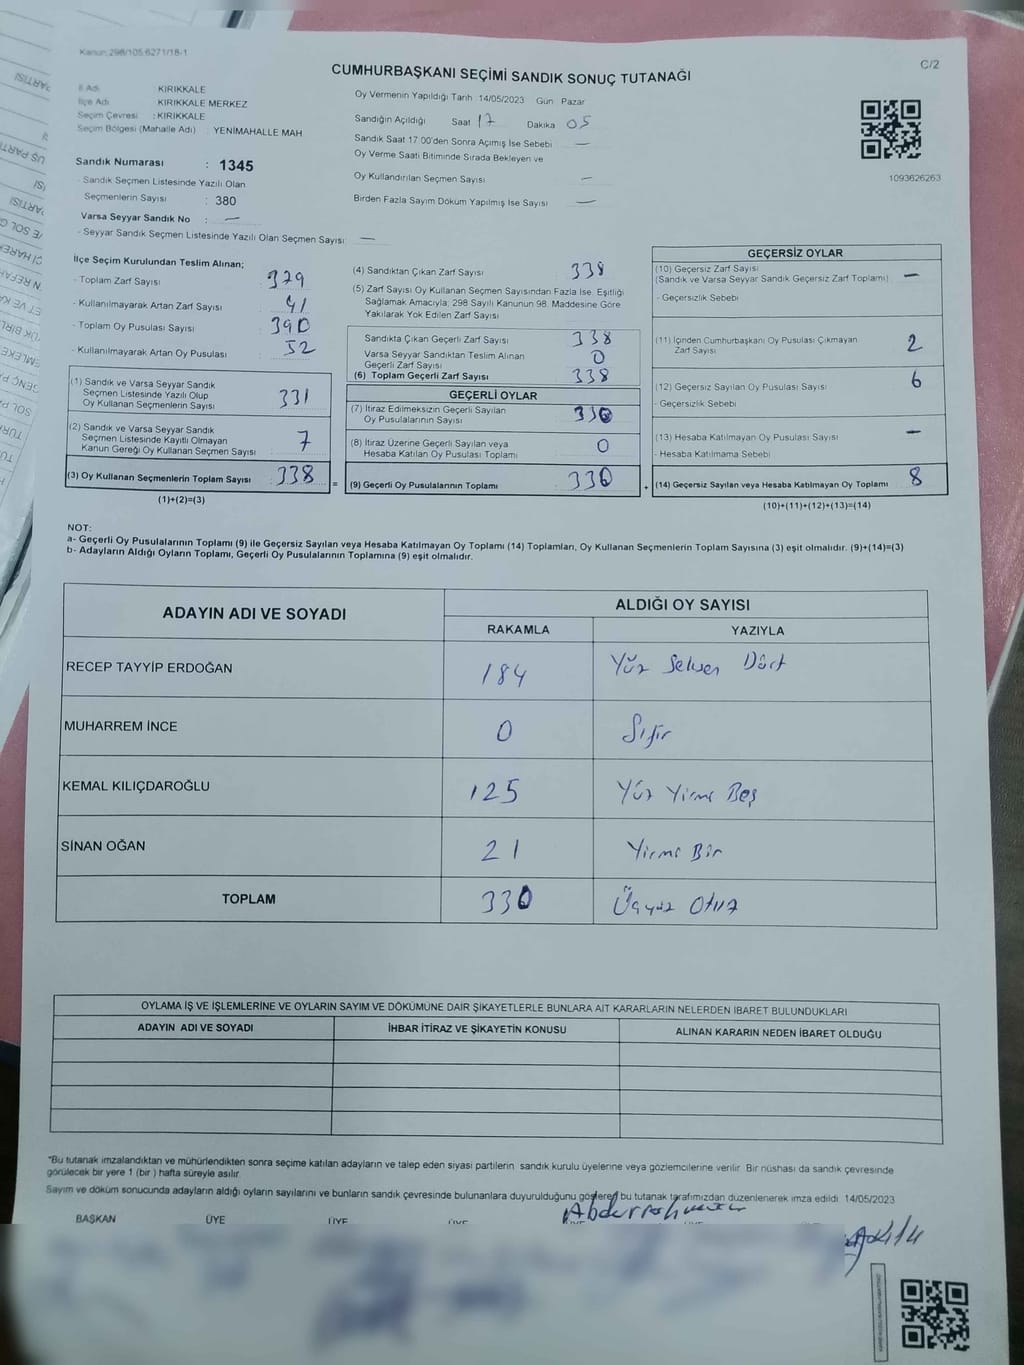 Kanun:298/105,6271/18-1
C/2
CUMHURBAŞKANI SEÇİMİ SANDIK SONUÇ TUTANAĞI
İl Adı KIRIKKALE
İlçe Adı KIRIKKALE MERKEZ
Seçim Çevresi : KIRIKKALE
Seçim Bölgesi (Mahalle Adı) : YENİMAHALLE MAH
Sandık Numarası : 1345
- Sandık Seçmen Listesinde Yazılı Olan
Seçmenlerin Sayısı : 380
Varsa Seyyar Sandık No : —
- Seyyar Sandık Seçmen Listesinde Yazılı Olan Seçmen Sayısı: —
Oy Vermenin Yapıldığı Tarih 14/05/2023 Gün Pazar
Sandığın Açıldığı Saat 17 Dakika 05
Sandık Saat 17:00'den Sonra Açımış İse Sebebi —
Oy Verme Saati Bitiminde Sırada Bekleyen ve
Oy Kullandırılan Seçmen Sayısı —
Birden Fazla Sayım Döküm Yapılmış İse Sayısı —
1093626263
İlçe Seçim Kurulundan Teslim Alınan;
- Toplam Zarf Sayısı 379
- Kullanılmayarak Artan Zarf Sayısı 41
- Toplam Oy Pusulası Sayısı 390
- Kullanılmayarak Artan Oy Pusulası 52
(1) Sandık ve Varsa Seyyar Sandık
Seçmen Listesinde Yazılı Olup
Oy Kullanan Seçmenlerin Sayısı 331
(2) Sandık ve Varsa Seyyar Sandık
Seçmen Listesinde Kayıtlı Olmayan
Kanun Gereği Oy Kullanan Seçmen Sayısı 7
(3) Oy Kullanan Seçmenlerin Toplam Sayısı 338 =
(1)+(2)=(3)
(4) Sandıktan Çıkan Zarf Sayısı 338
(5) Zarf Sayısı Oy Kullanan Seçmen Sayısından Fazla İse, Eşitliği
Sağlamak Amacıyla; 298 Sayılı Kanunun 98. Maddesine Göre
Yakılarak Yok Edilen Zarf Sayısı
Sandıkta Çıkan Geçerli Zarf Sayısı 338
Varsa Seyyar Sandıktan Teslim Alınan
Geçerli Zarf Sayısı 0
(6) Toplam Geçerli Zarf Sayısı 338
GEÇERLİ OYLAR
(7) İtiraz Edilmeksizin Geçerli Sayılan
Oy Pusulalarının Sayısı 330
(8) İtiraz Üzerine Geçerli Sayılan veya
Hesaba Katılan Oy Pusulası Toplamı 0
(9) Geçerli Oy Pusulalarının Toplamı 330 +
GEÇERSİZ OYLAR
(10) Geçersiz Zarf Sayısı
(Sandık ve Varsa Seyyar Sandık Geçersiz Zarf Toplamı) —
- Geçersizlik Sebebi
(11) İçinden Cumhurbaşkanı Oy Pusulası Çıkmayan
Zarf Sayısı 2
(12) Geçersiz Sayılan Oy Pusulası Sayısı 6
- Geçersizlik Sebebi
(13) Hesaba Katılmayan Oy Pusulası Sayısı —
- Hesaba Katılmama Sebebi
(14) Geçersiz Sayılan veya Hesaba Katılmayan Oy Toplamı 8
(10)+(11)+(12)+(13)=(14)
NOT:
a- Geçerli Oy Pusulalarının Toplamı (9) ile Geçersiz Sayılan veya Hesaba Katılmayan Oy Toplamı (14) Toplamları, Oy Kullanan Seçmenlerin Toplam Sayısına (3) eşit olmalıdır. (9)+(14)=(3)
b- Adayların Aldığı Oyların Toplamı, Geçerli Oy Pusulalarının Toplamına (9) eşit olmalıdır.
ADAYIN ADI VE SOYADI ALDIĞI OY SAYISI
RAKAMLA YAZIYLA
RECEP TAYYİP ERDOĞAN 184 Yüz Seksen Dört
MUHARREM İNCE 0 Sıfır
KEMAL KILIÇDAROĞLU 125 Yüz Yirmi Beş
SİNAN OĞAN 21 Yirmi Bir
TOPLAM 330 Üçyüz Otuz
OYLAMA İŞ VE İŞLEMLERİNE VE OYLARIN SAYIM VE DÖKÜMÜNE DAİR ŞİKAYETLERLE BUNLARA AİT KARARLARIN NELERDEN İBARET BULUNDUKLARI
ADAYIN ADI VE SOYADI İHBAR İTİRAZ VE ŞİKAYETİN KONUSU ALINAN KARARIN NEDEN İBARET OLDUĞU
*Bu tutanak imzalandıktan ve mühürlendikten sonra seçime katılan adayların ve talep eden siyasi partilerin sandık kurulu üyelerine veya gözlemcilerine verilir. Bir nüshası da sandık çevresinde
görülecek bir yere 1 (bir) hafta süreyle asılır.
Sayım ve döküm sonucunda adayların aldığı oyların sayılarını ve bunların sandık çevresinde bulunanlara duyurulduğunu gösteren bu tutanak tarafımızdan düzenlenerek imza edildi. 14/05/2023
BAŞKAN ÜYE ÜYE ÜYE
Abdurrahman